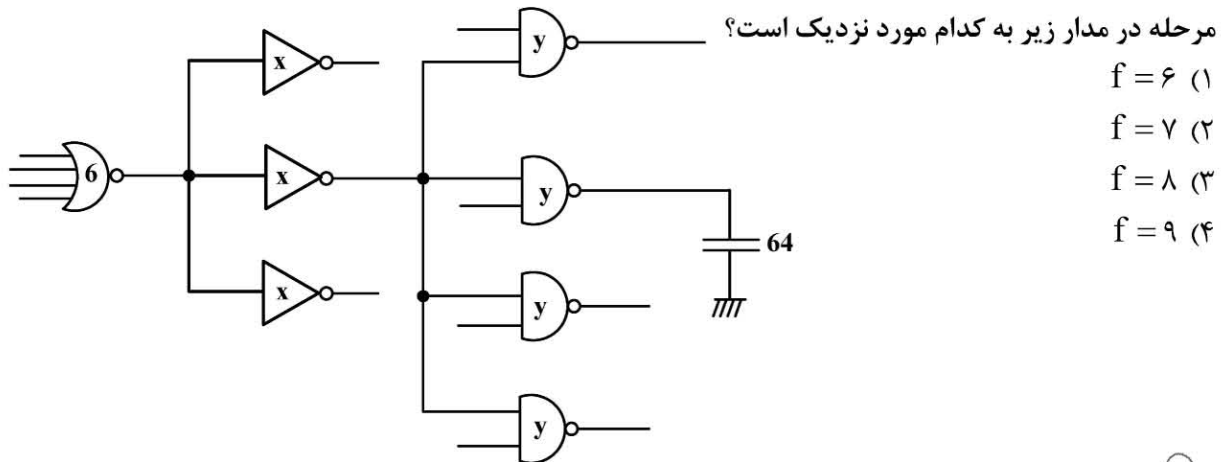 مرحله در مدار زیر به کدام مورد نزدیک است؟
۱) f = ۶
۲) f = ۷
۳) f = ۸
۴) f = ۹
y
x
6
x
y
64
x
y
y